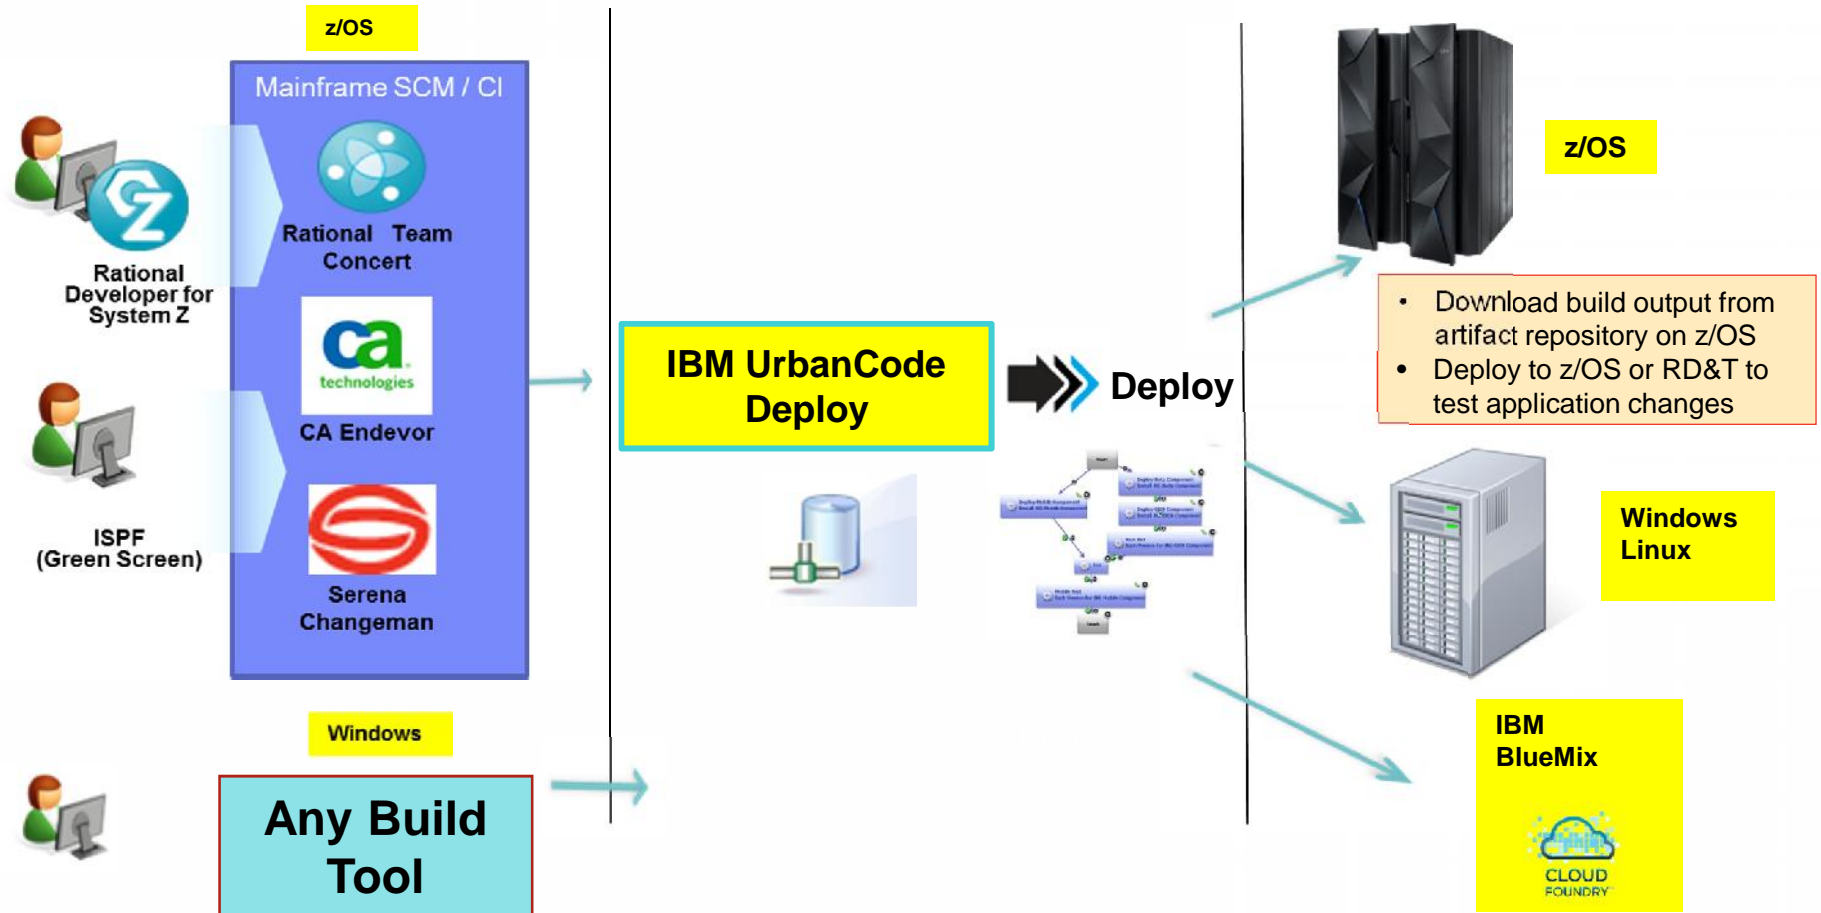 z/OS
Mainframe SCM / CI
Rational Team
Concert
Rational
Developer for
System Z
ca
technologies
CA Endevor
ISPF
(Green Screen)
Serena
Changeman
Windows
Any Build
Tool
IBM UrbanCode
Deploy
Deploy
z/OS
• Download build output from
artifact repository on z/OS
• Deploy to z/OS or RD&T to
test application changes
Windows
Linux
IBM
BlueMix
CLOUD
FOUNDRY